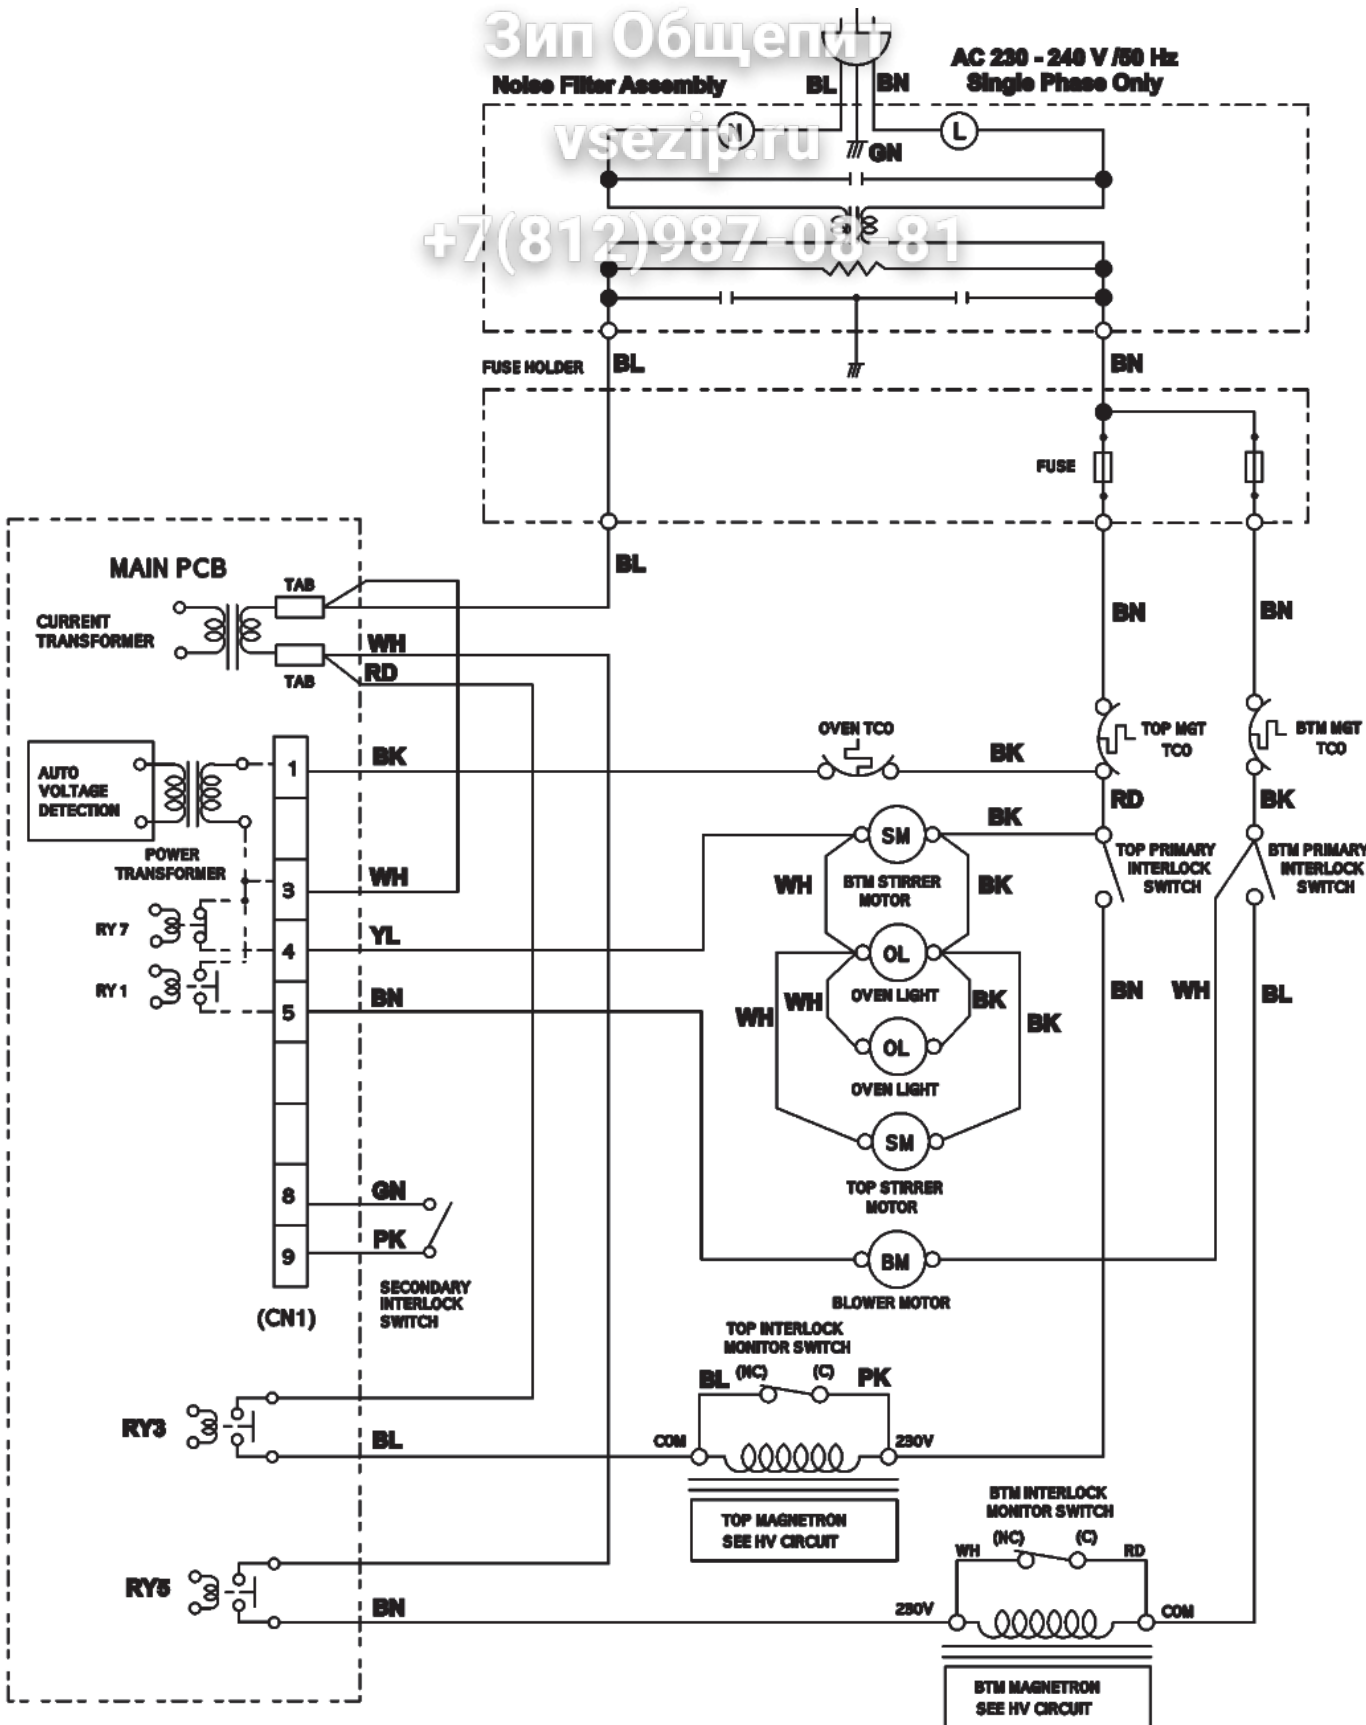 Зип Общепит
AC 230 - 240 V /50 Hz
Single Phase Only
Noise Filter Assembly
BL
BN
N
L
vsezip.ru
GN
+7(812)987-08-81
FUSE HOLDER
BL
BN
FUSE
MAIN PCB
TAB
BL
CURRENT
TRANSFORMER
WH
RD
TAB
BN
BN
OVEN TCO
TOP MGT
TCO
BTM MGT
TCO
AUTO
VOLTAGE
DETECTION
1
BK
BK
RD
BK
POWER
TRANSFORMER
SM
BK
TOP PRIMARY
INTERLOCK
SWITCH
BTM PRIMARY
INTERLOCK
SWITCH
3
WH
WH
BTM STIRRER
MOTOR
BK
RY 7
4
YL
OL
OVEN LIGHT
RY 1
5
BN
WH
WH
BK
BK
BN
WH
BL
OL
OVEN LIGHT
SM
TOP STIRRER
MOTOR
8
GN
9
PK
SECONDARY
INTERLOCK
SWITCH
BM
BLOWER MOTOR
(CN1)
TOP INTERLOCK
MONITOR SWITCH
BL
(NC)
(C)
PK
RY3
BL
COM
230V
TOP MAGNETRON
SEE HV CIRCUIT
BTM INTERLOCK
MONITOR SWITCH
WH
(NC)
(C)
RD
RY5
BN
230V
COM
BTM MAGNETRON
SEE HV CIRCUIT